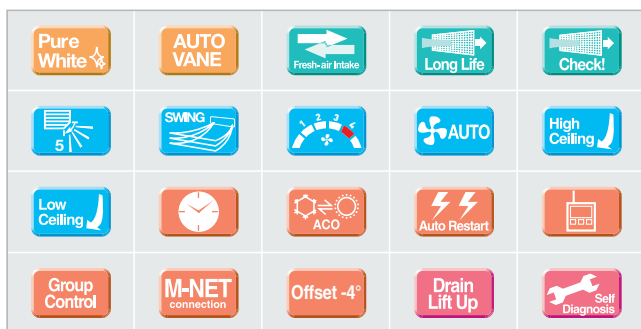 Pure
White
AUTO
VANE
Fresh-air Intake
Long Life
Check!
5
SWING
1 2 3 4
AUTO
High
Ceiling
Low
Ceiling
ACO
Auto Restart
Group
Control
M-NET
connection
Offset -4°
Drain
Lift Up
Self
Diagnosis